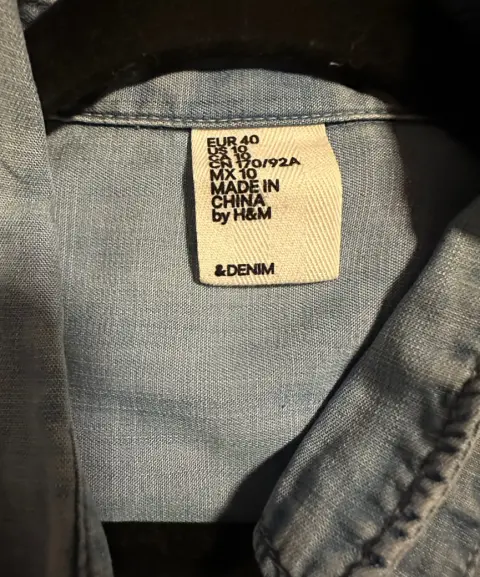 EUR 40
US 10
CA 10
CN 170/92A
MX 10
MADE IN
CHINA
by H&M
&DENIM